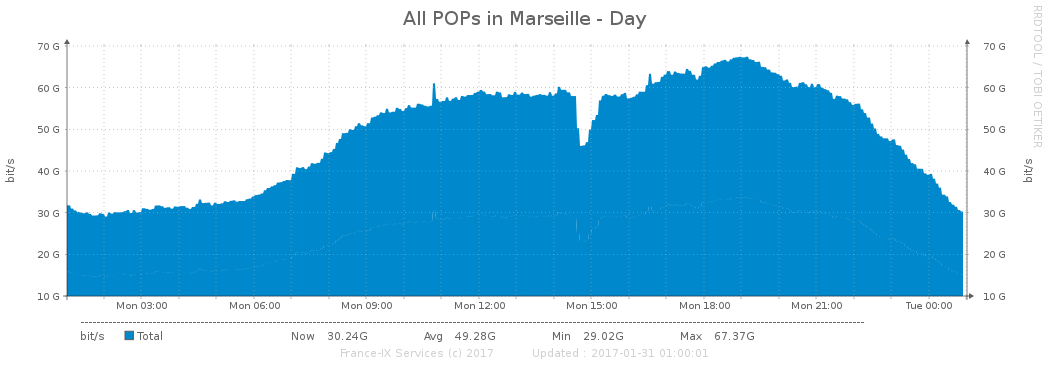 All POPs in Marseille - Day
RRDTOOL / TOBI OETIKER
70 G 70 G
60 G 60 G
50 G 50 G
40 G 40 G
30 G 30 G
20 G 20 G
10 G 10 G
bit/s
bit/s
Mon 03:00 Mon 06:00 Mon 09:00 Mon 12:00 Mon 15:00 Mon 18:00 Mon 21:00 Tue 00:00
bit/s Total Now 30.24G Avg 49.28G Min 29.02G Max 67.37G
France-IX Services (c) 2017 Updated : 2017-01-31 01:00:01